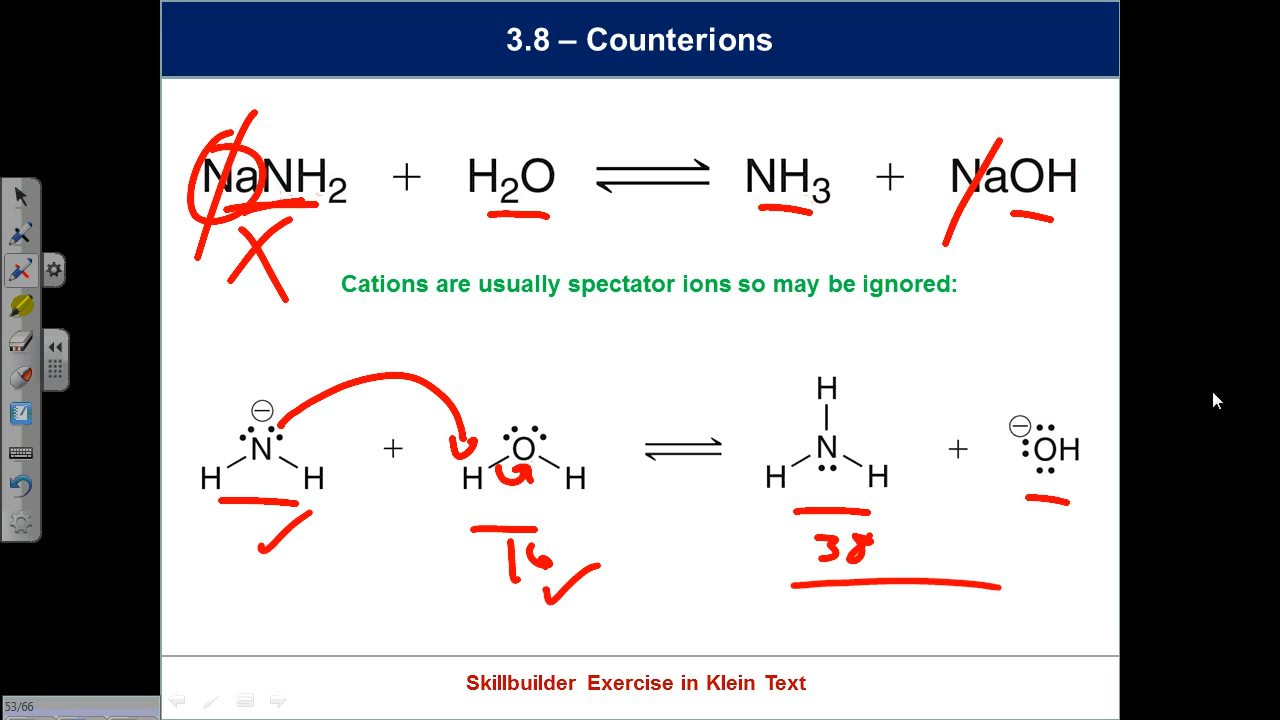 3.8 – Counterions
NaNH2 + H2O ⇌ NH3 + NaOH
X
Cations are usually spectator ions so may be ignored:
H
⊖ ⊖
N + O ⇌ N + OH
H H H H H H
16 38
Skillbuilder Exercise in Klein Text
53/66